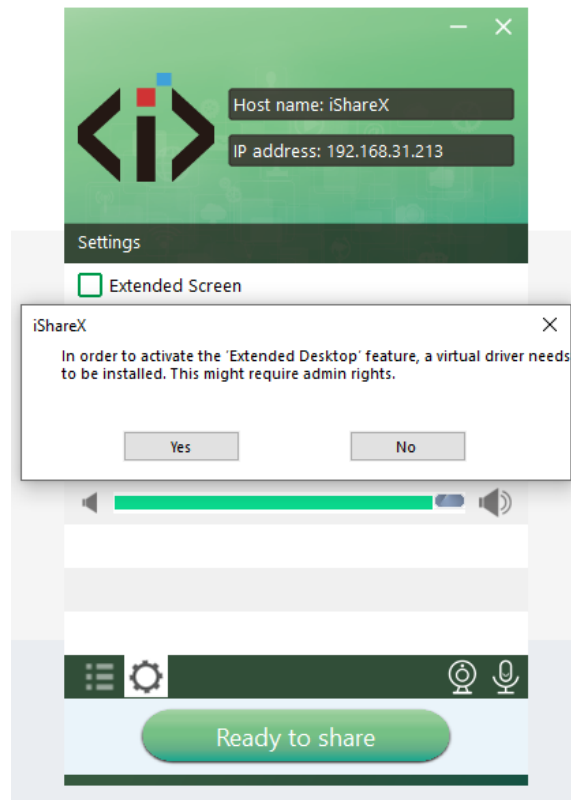 Host name: iShareX
IP address: 192.168.31.213
Settings
Extended Screen
iShareX
In order to activate the ‘Extended Desktop’ feature, a virtual driver needs
to be installed. This might require admin rights.
Yes
No
Ready to share